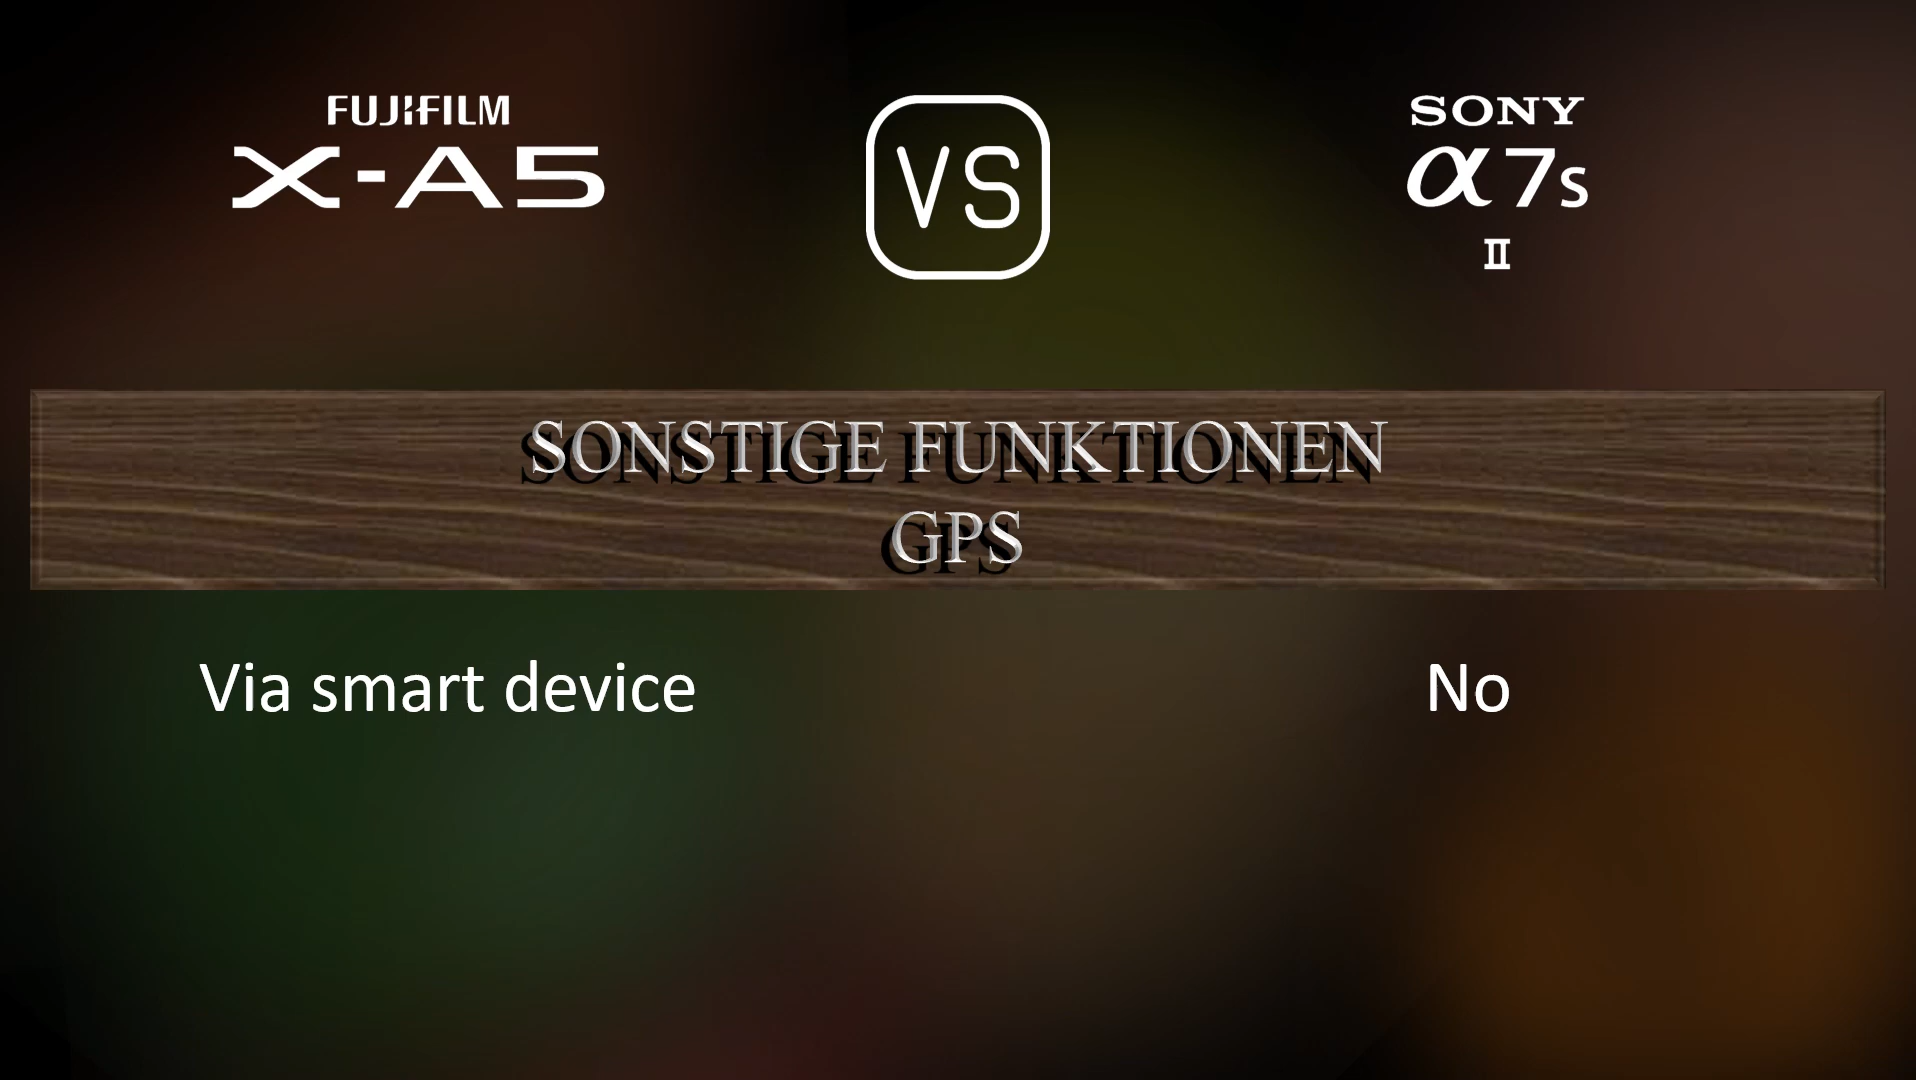 FUJIFILM
X-A5
VS
SONY
α7s
II
SONSTIGE FUNKTIONEN
GPS
Via smart device
No